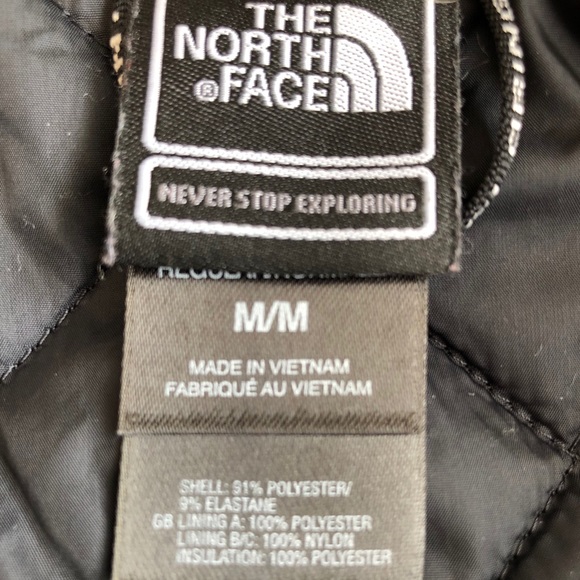 THE
NORTH
®FACE
NEVER STOP EXPLORING
M/M
MADE IN VIETNAM
FABRIQUÉ AU VIETNAM
SHELL: 91% POLYESTER/
9% ELASTANE
GB LINING A: 100% POLYESTER
LINING B/C: 100% NYLON
INSULATION: 100% POLYESTER